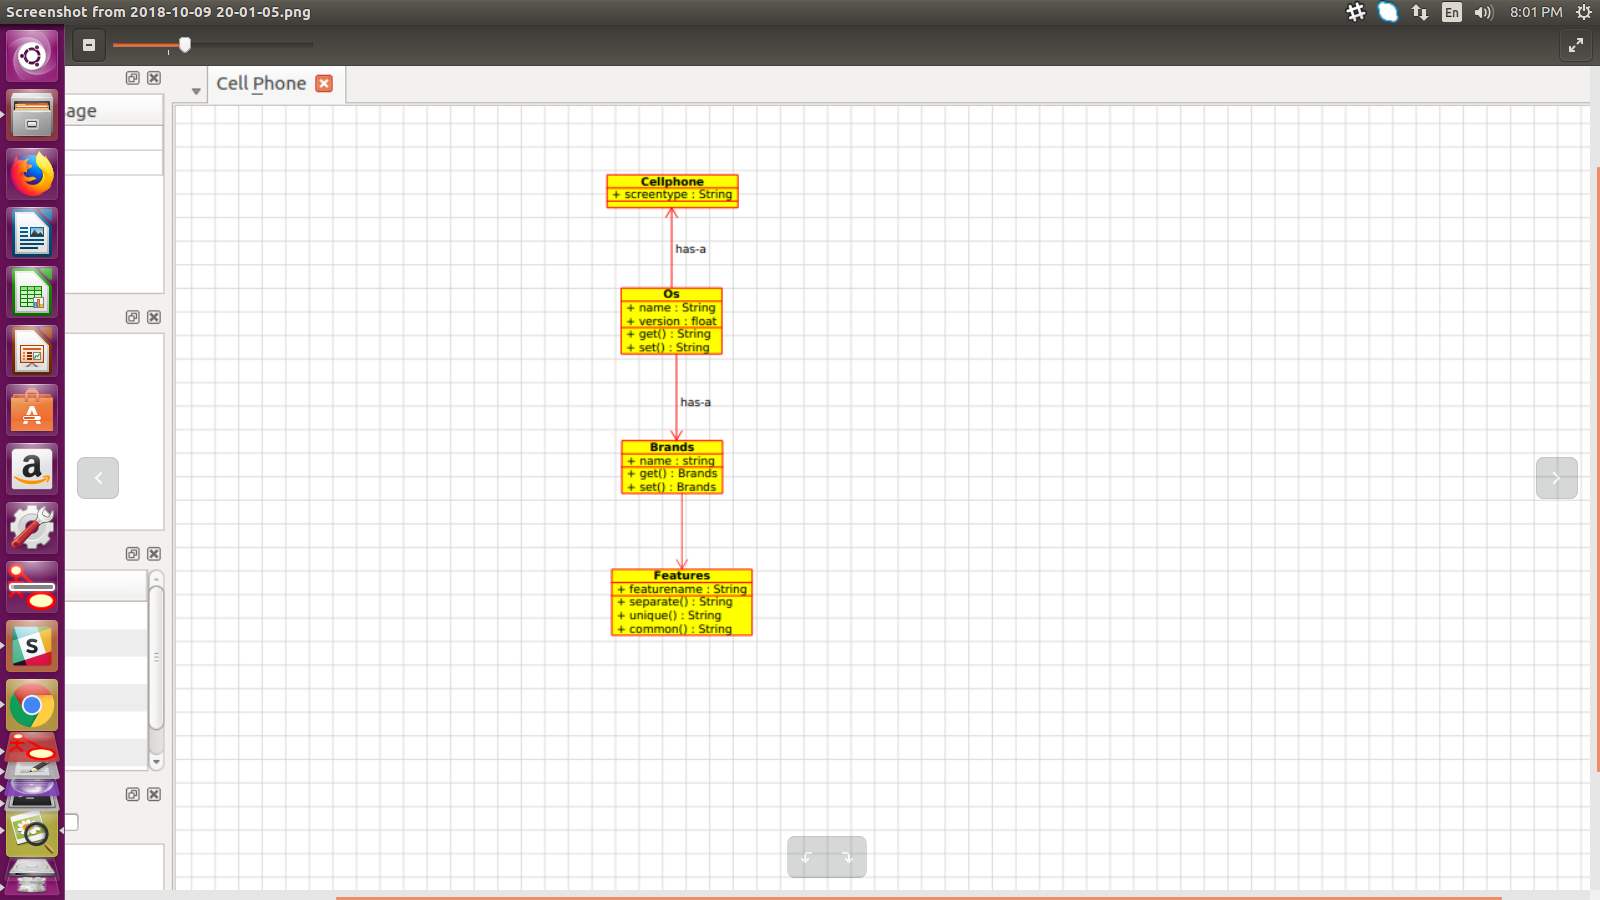 Screenshot from 2018-10-09 20-01-05.png
En
8:01 PM
Cell Phone
age
Cellphone
+ screentype : String
has-a
Os
+ name : String
+ version : float
+ get() : String
+ set() : String
has-a
Brands
+ name : string
+ get() : Brands
+ set() : Brands
Features
+ featurename : String
+ separate() : String
+ unique() : String
+ common() : String